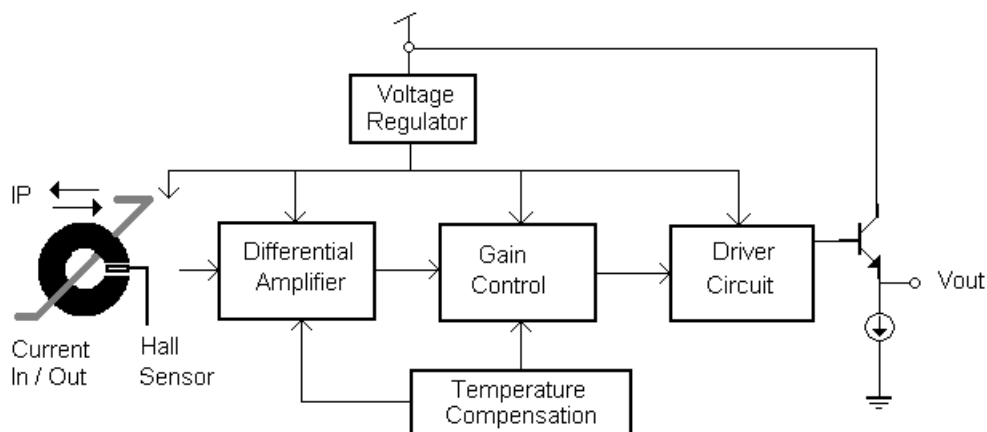 Voltage
Regulator
IP
Differential
Amplifier
Gain
Control
Driver
Circuit
Vout
Current
In / Out
Hall
Sensor
Temperature
Compensation